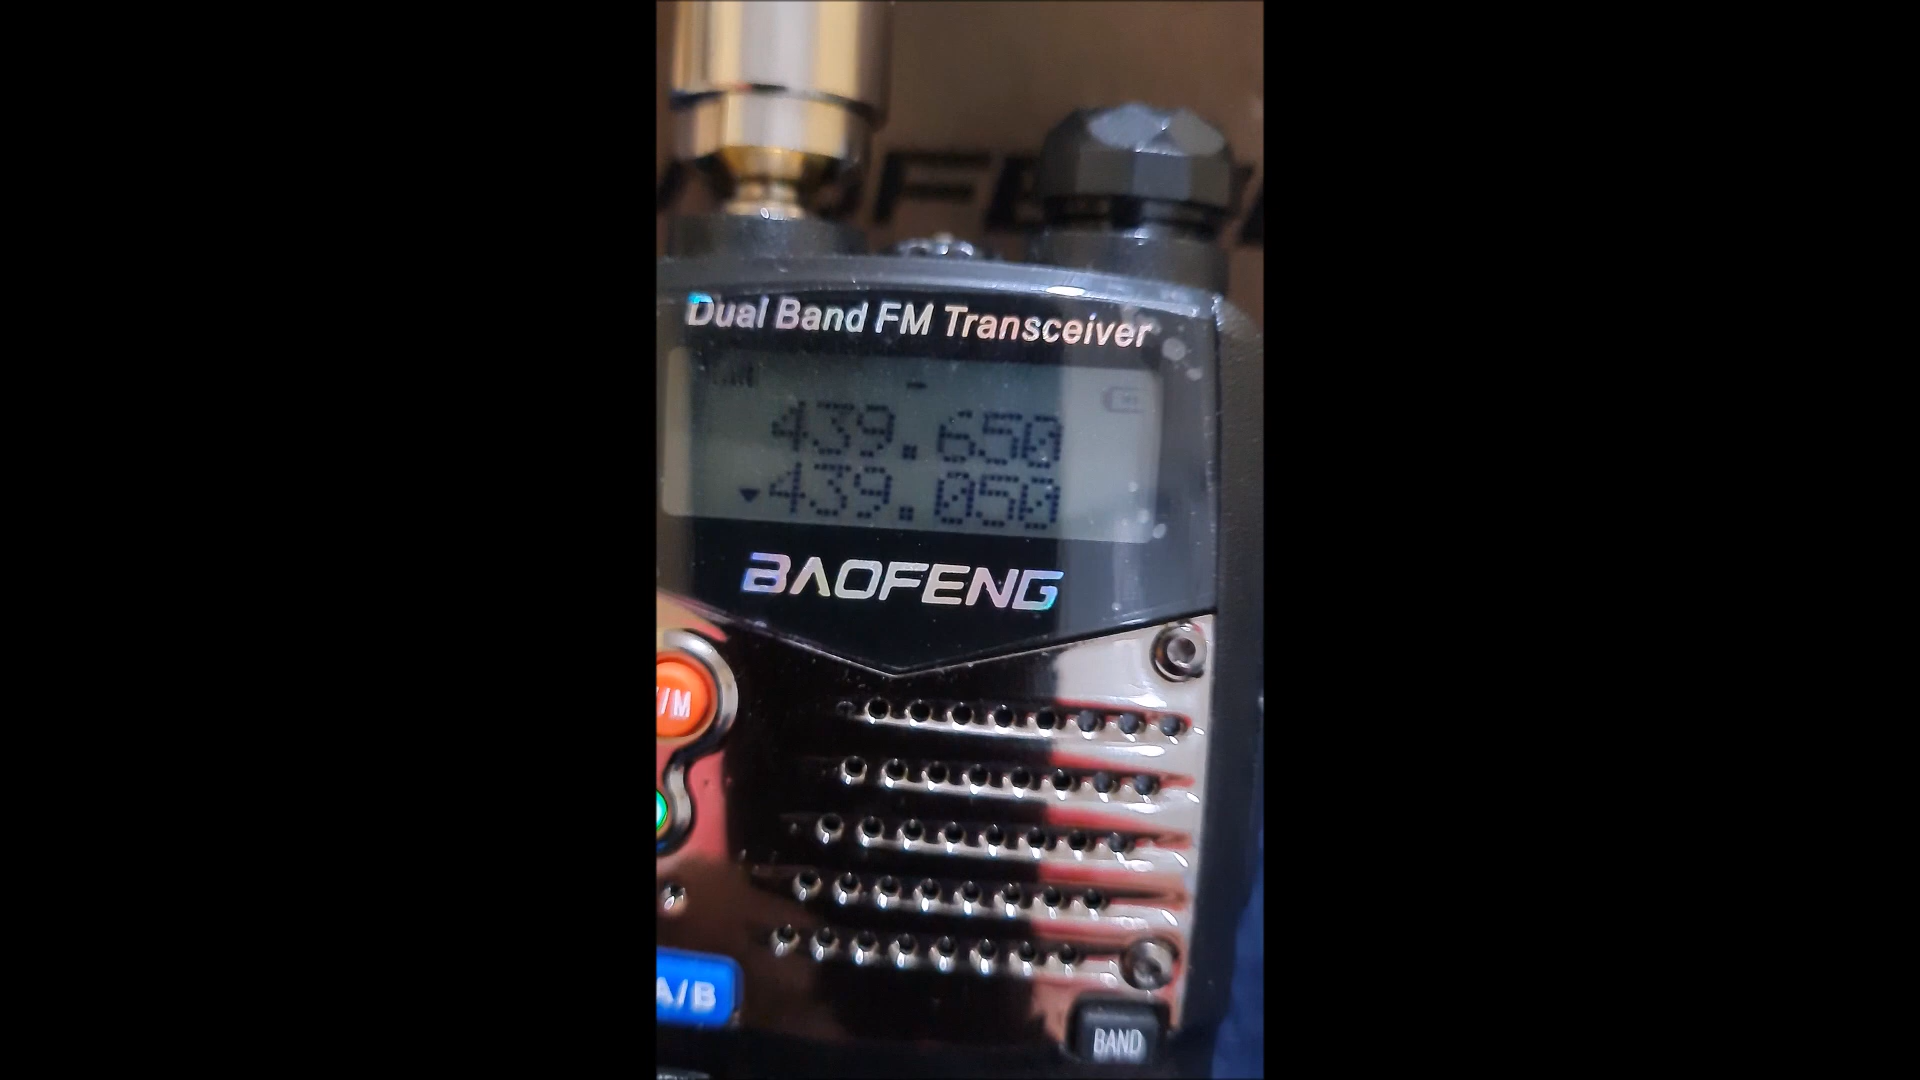 Dual Band FM Transceiver
439.650
439.050
BAOFENG
/M
A/B
BAND